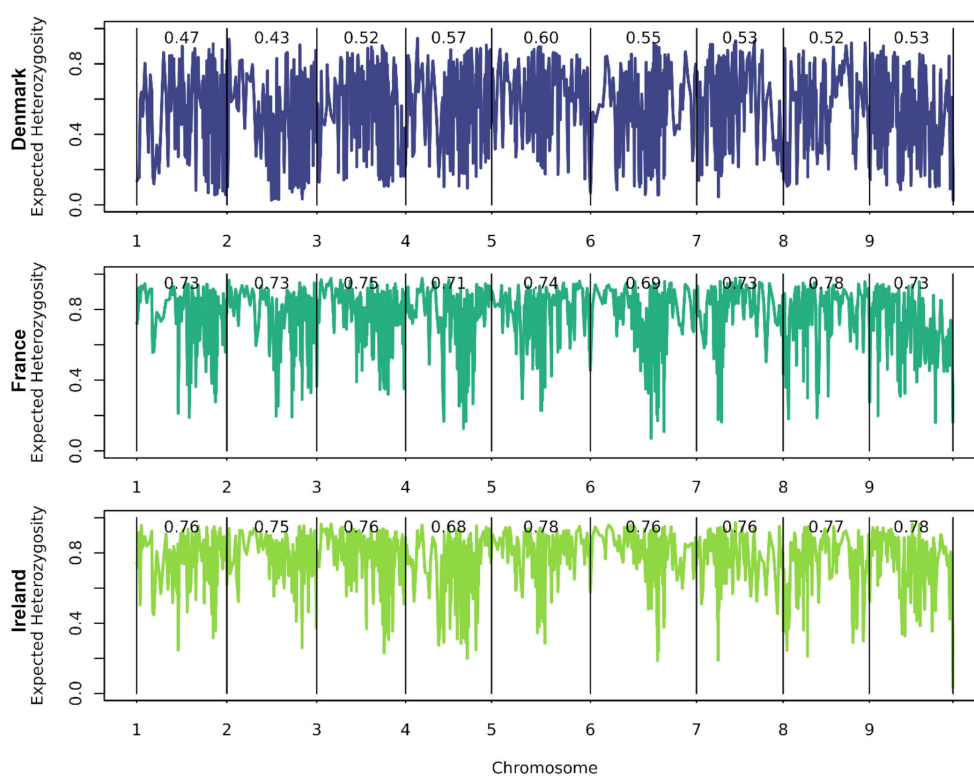 0.47 0.43 0.52 0.57 0.60 0.55 0.53 0.52 0.53
Denmark
Expected Heterozygosity
0.8
0.4
0.0
1 2 3 4 5 6 7 8 9
0.73 0.73 0.75 0.71 0.74 0.69 0.73 0.78 0.73
France
Expected Heterozygosity
0.8
0.4
0.0
1 2 3 4 5 6 7 8 9
0.76 0.75 0.76 0.68 0.78 0.76 0.76 0.77 0.78
Ireland
Expected Heterozygosity
0.8
0.4
0.0
1 2 3 4 5 6 7 8 9
Chromosome